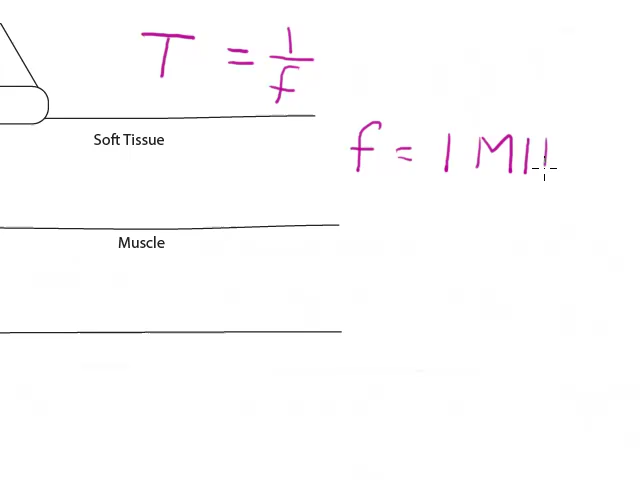 T = 1/f
Soft Tissue
f = 1 M
Muscle